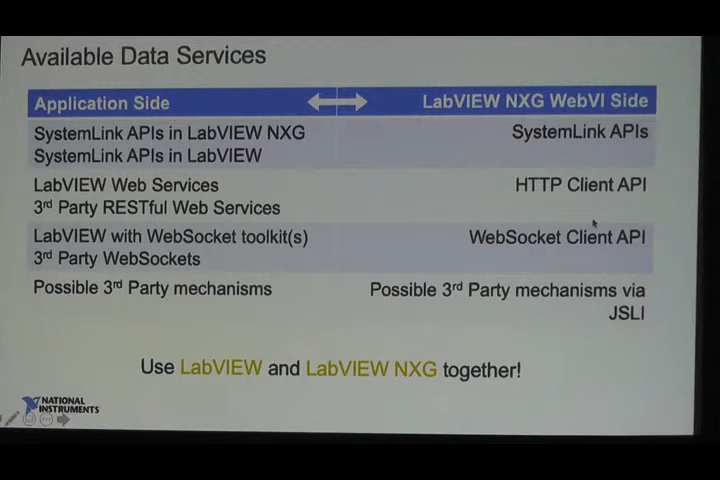 Available Data Services
Application Side
LabVIEW NXG WebVI Side
SystemLink APIs in LabVIEW NXG
SystemLink APIs
SystemLink APIs in LabVIEW
LabVIEW Web Services
HTTP Client API
3rd Party RESTful Web Services
LabVIEW with WebSocket toolkit(s)
WebSocket Client API
3rd Party WebSockets
Possible 3rd Party mechanisms
Possible 3rd Party mechanisms via
JSLI
Use LabVIEW and LabVIEW NXG together!
NATIONAL
INSTRUMENTS